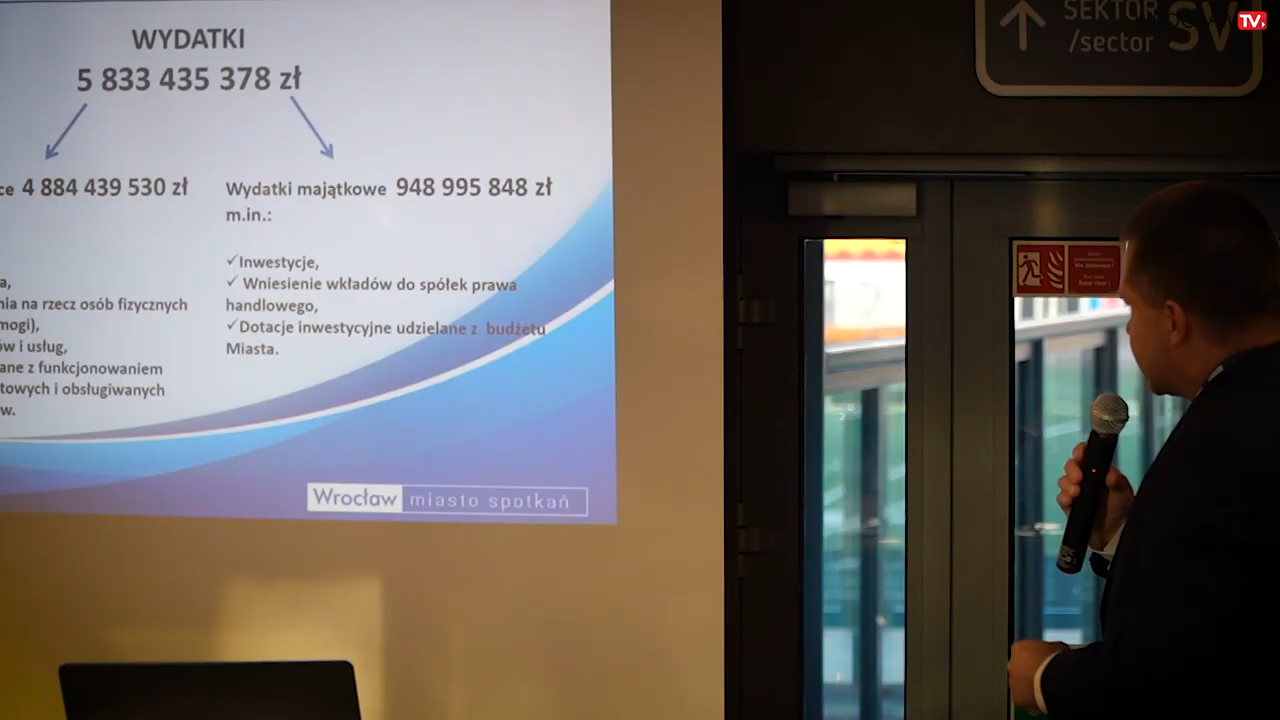 WYDATKI
5 833 435 378 zł
ce 4 884 439 530 zł
Wydatki majątkowe 948 995 848 zł
m.in.:
✓Inwestycje,
✓ Wniesienie wkładów do spółek prawa
handlowego,
✓Dotacje inwestycyjne udzielane z budżetu
Miasta.
a,
nia na rzecz osób fizycznych
mogi),
ów i usług,
ane z funkcjonowaniem
towych i obsługiwanych
w.
Wrocław miasto spotkań
SEKTOR
/sector
SV
TV